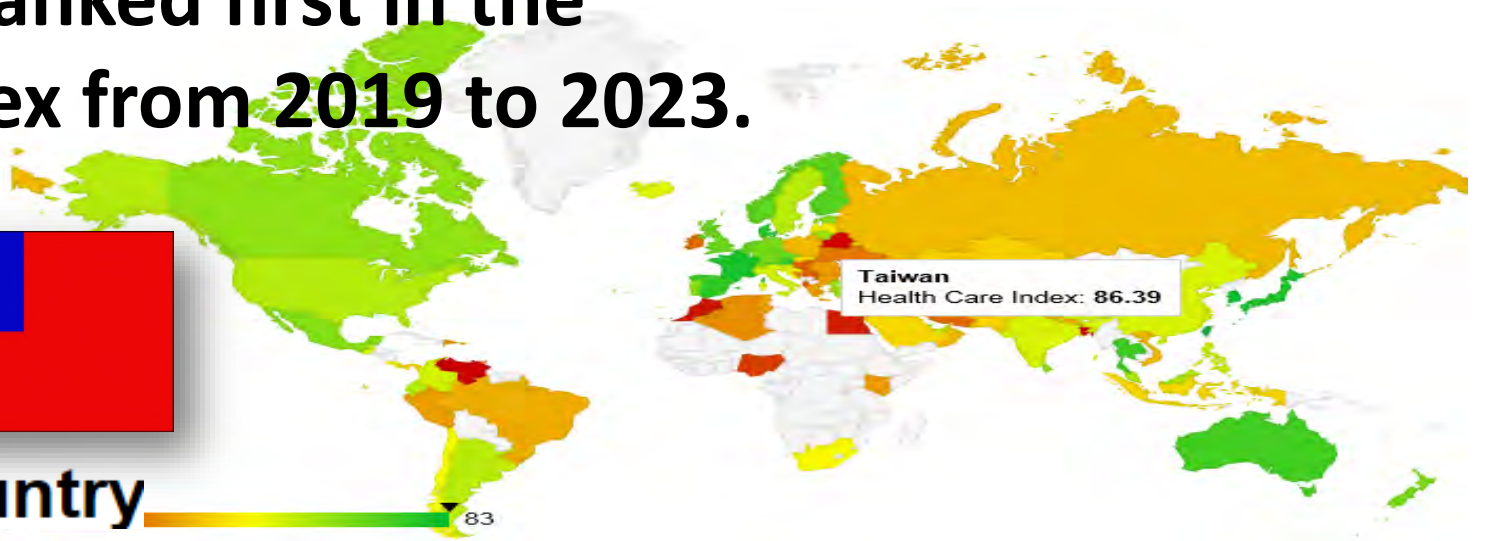 anked first in the
ex from 2019 to 2023.
Taiwan
Health Care Index: 86.39
untry
83